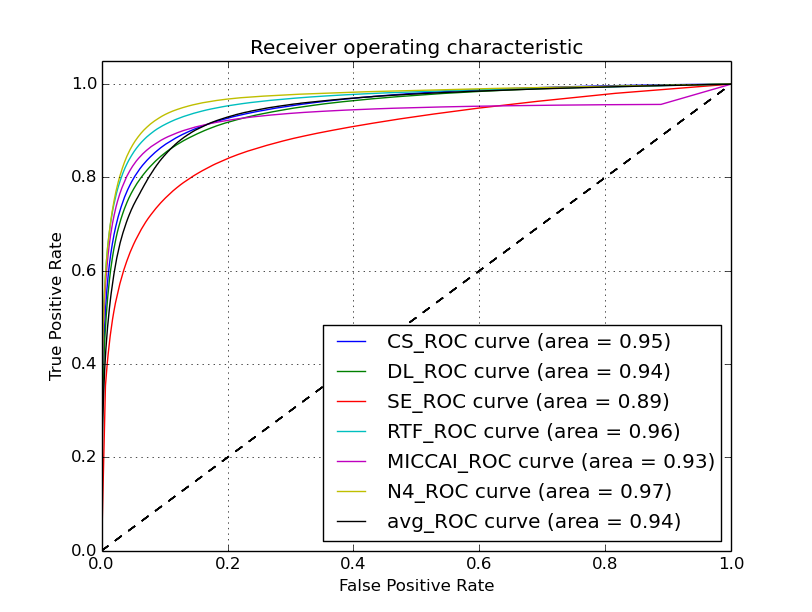 Receiver operating characteristic
1.0
0.8
0.6
0.4
0.2
0.0
True Positive Rate
CS_ROC curve (area = 0.95)
DL_ROC curve (area = 0.94)
SE_ROC curve (area = 0.89)
RTF_ROC curve (area = 0.96)
MICCAI_ROC curve (area = 0.93)
N4_ROC curve (area = 0.97)
avg_ROC curve (area = 0.94)
0.0 0.2 0.4 0.6 0.8 1.0
False Positive Rate